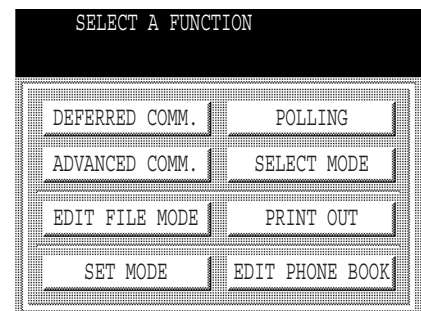 SELECT A FUNCTION
DEFERRED COMM.
POLLING
ADVANCED COMM.
SELECT MODE
EDIT FILE MODE
PRINT OUT
SET MODE
EDIT PHONE BOOK